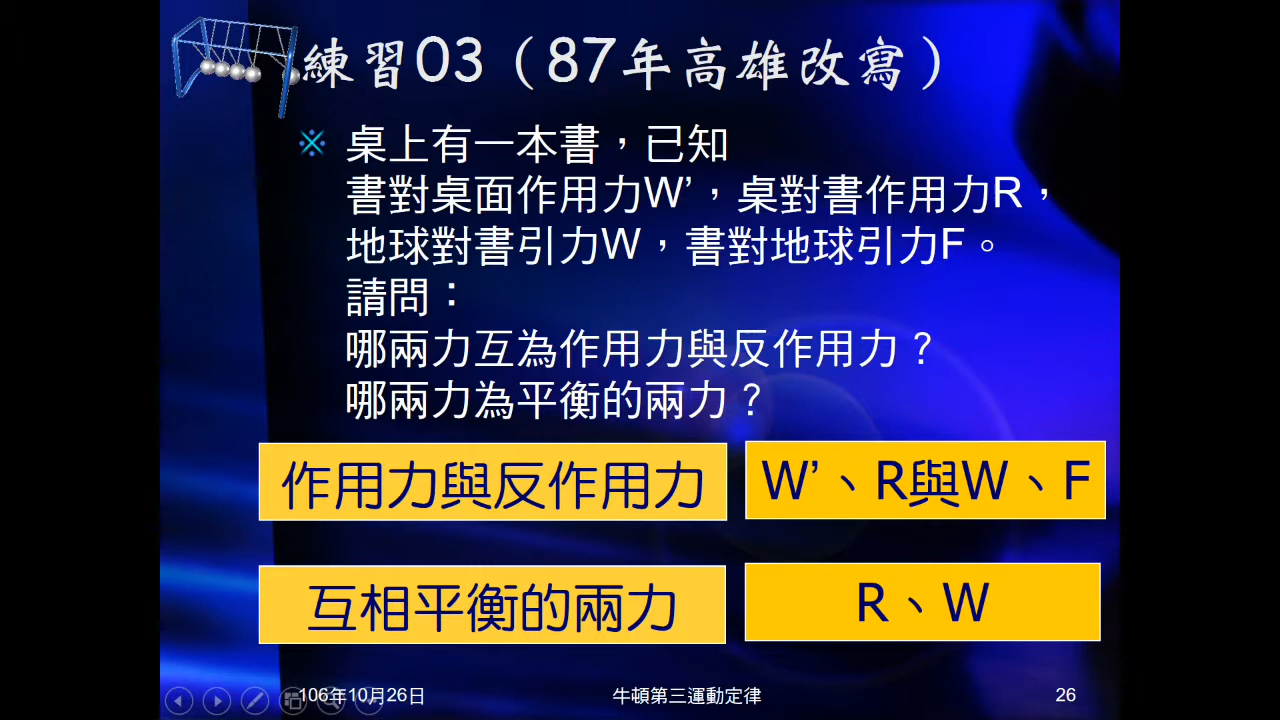 練習03（87年高雄改寫）
※ 桌上有一本書，已知
書對桌面作用力W’，桌對書作用力R，
地球對書引力W，書對地球引力F。
請問：
哪兩力互為作用力與反作用力？
哪兩力為平衡的兩力？
作用力與反作用力
W’、R與W、F
互相平衡的兩力
R、W
106年10月26日
牛頓第三運動定律
26